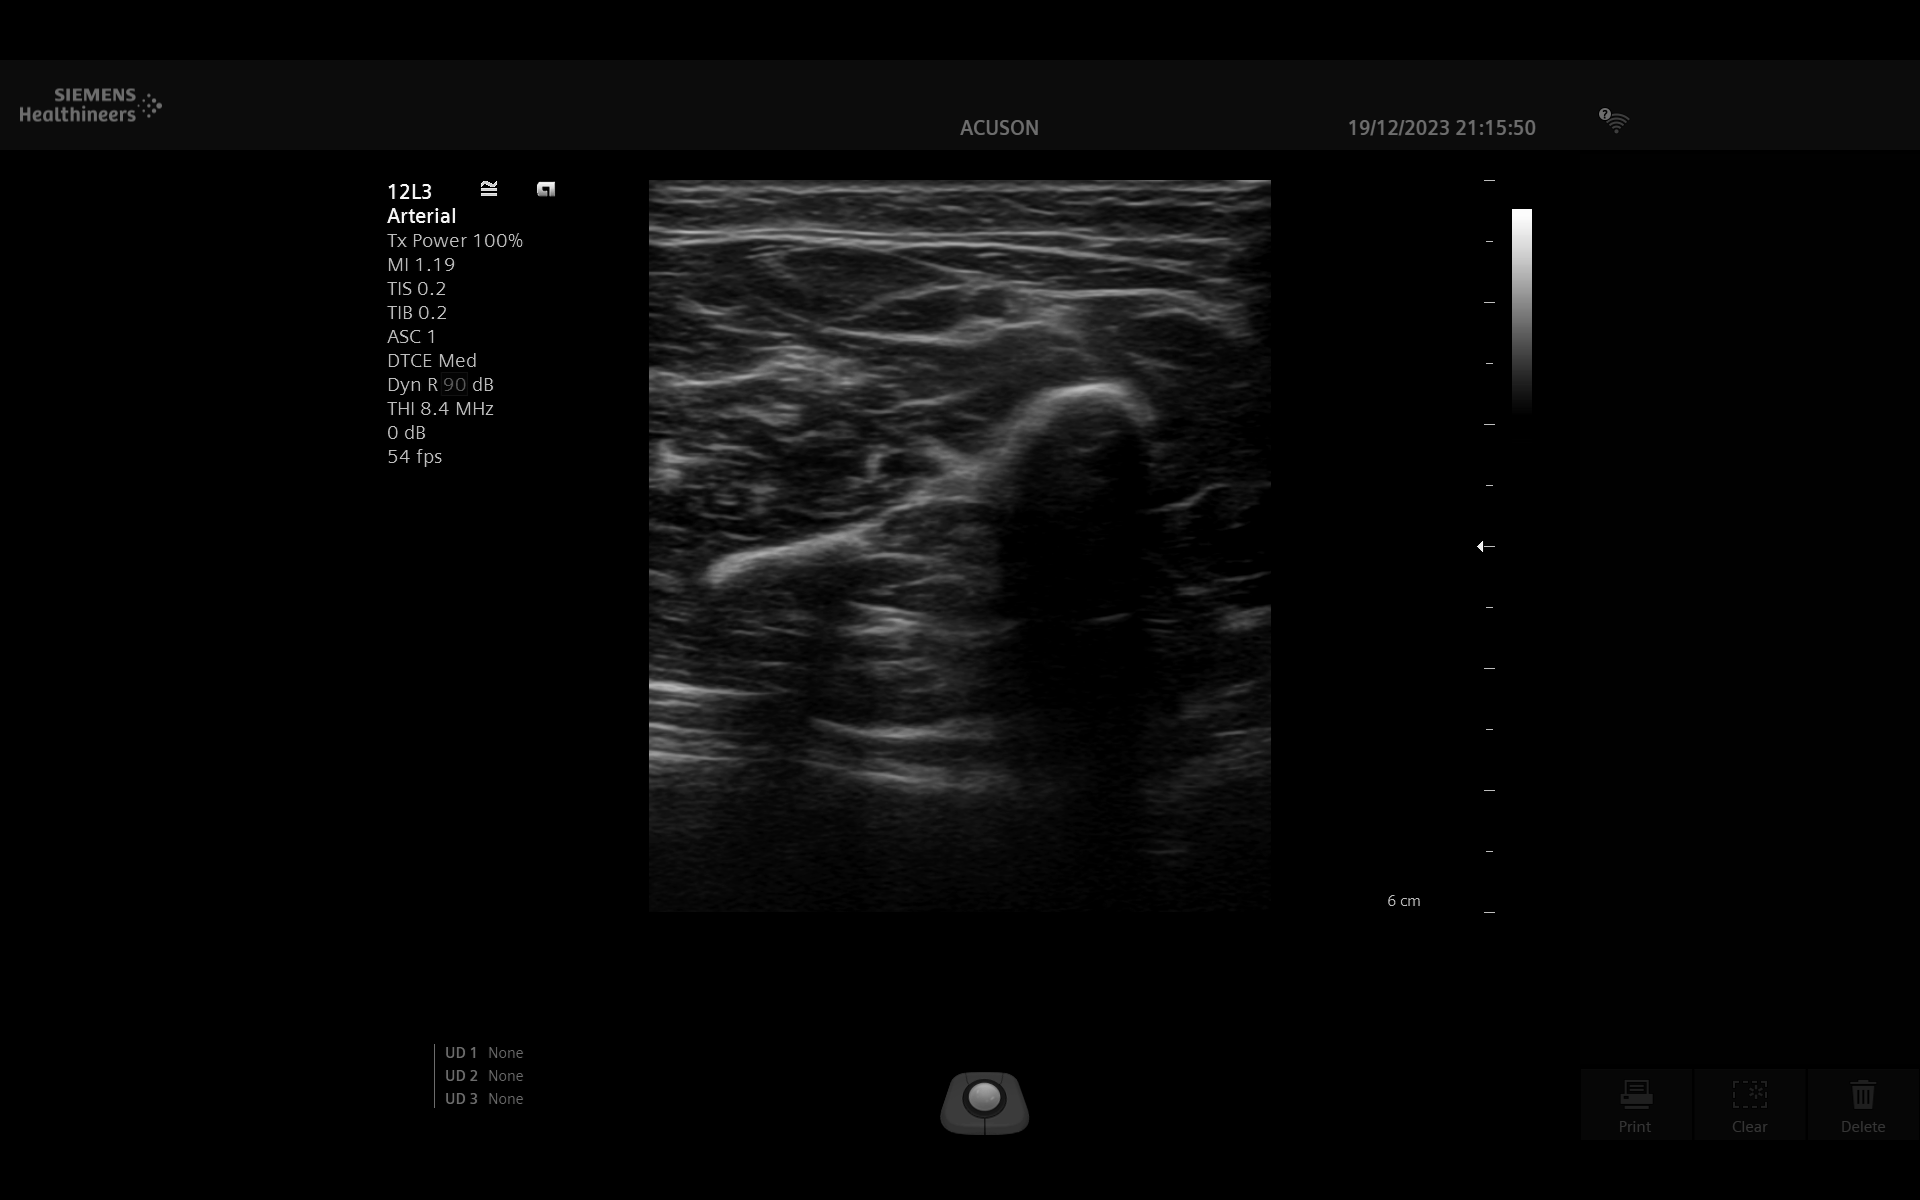 SIEMENS
Healthineers
ACUSON
19/12/2023 21:15:50
?
12L3
Arterial
Tx Power 100%
MI 1.19
TIS 0.2
TIB 0.2
ASC 1
DTCE Med
Dyn R 90 dB
THI 8.4 MHz
0 dB
54 fps
6 cm
UD 1 None
UD 2 None
UD 3 None
Print
Clear
Delete